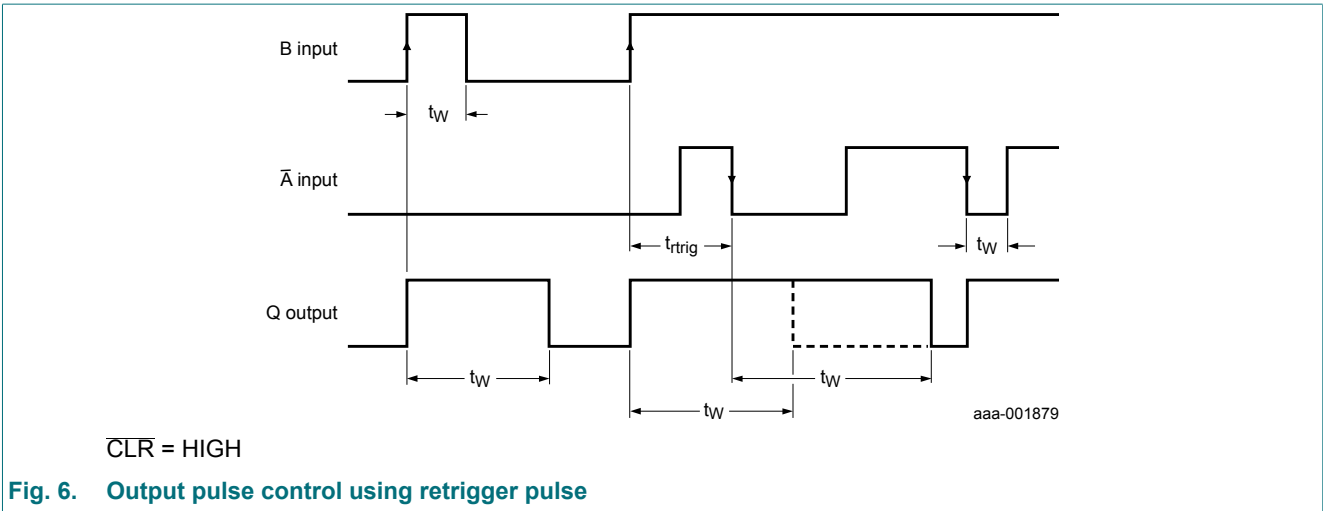 B input
tW
A̅ input
trtrig
tW
Q output
tW
tW
tW
aaa-001879
C̅L̅R̅ = HIGH
Fig. 6. Output pulse control using retrigger pulse